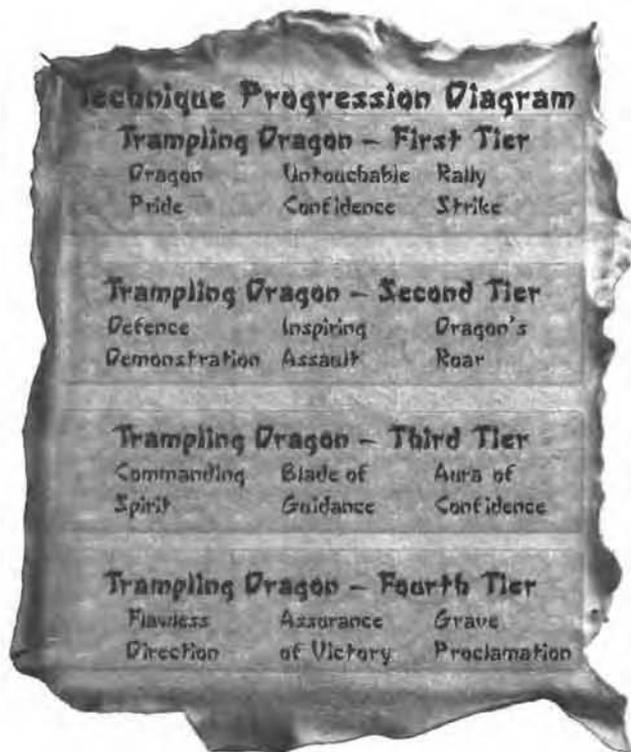 Technique Progression Diagram
Trampling Dragon – First Tier
Dragon Untouchable Rally
Pride Confidence Strike
Trampling Dragon – Second Tier
Defence Inspiring Dragon's
Demonstration Assault Roar
Trampling Dragon – Third Tier
Commanding Blade of Aura of
Spirit Guidance Confidence
Trampling Dragon – Fourth Tier
Flawless Assurance Grave
Direction of Victory Proclamation